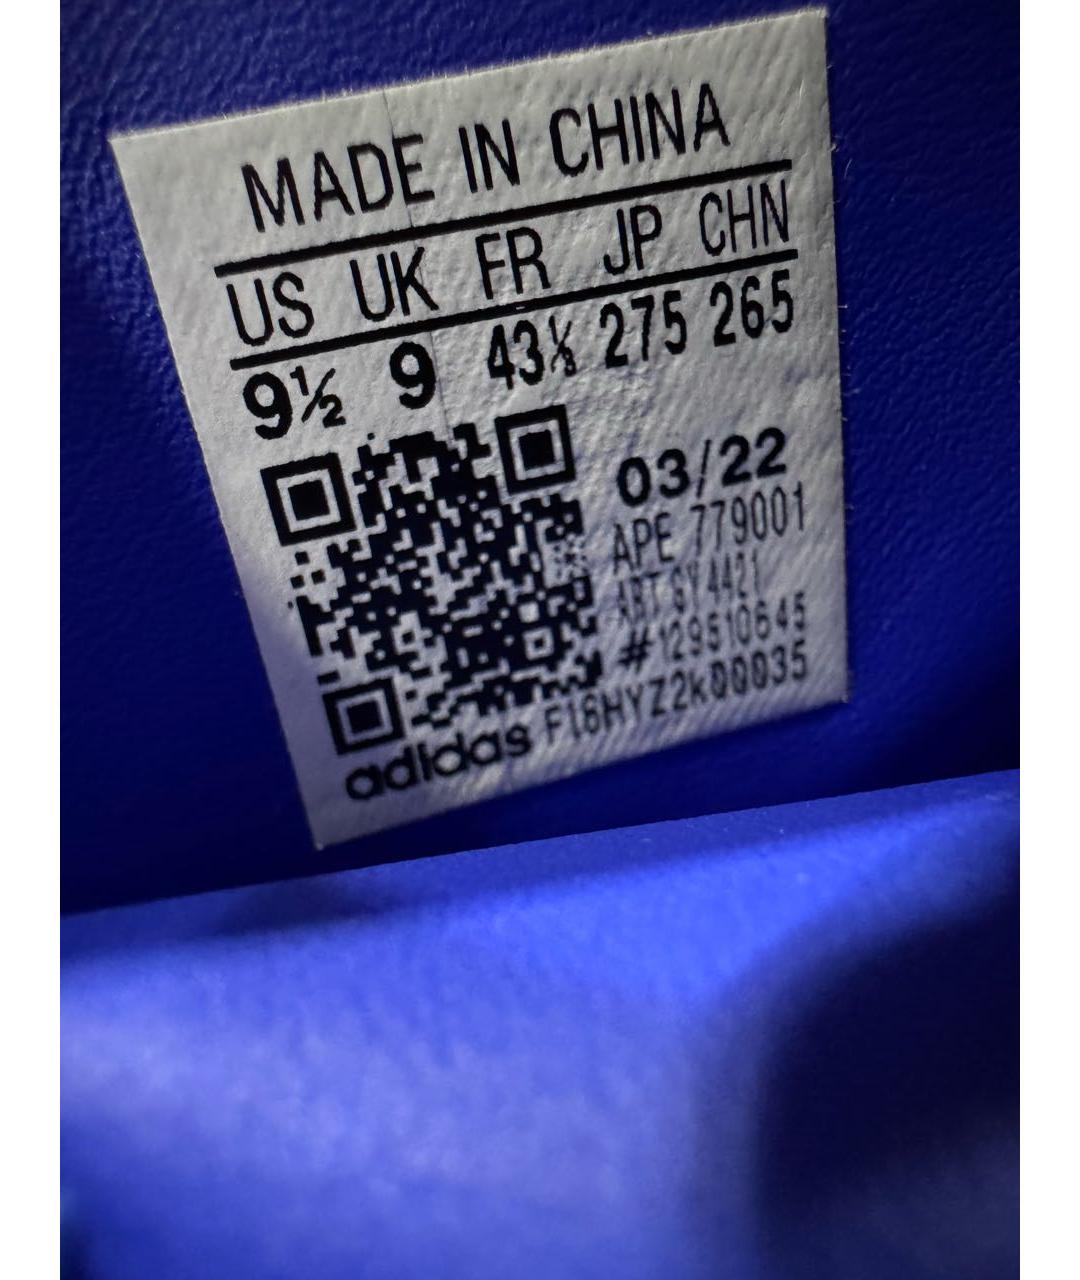 MADE IN CHINA
US UK FR JP CHN
9½ 9 43⅓ 275 265
03/22
APE 779001
ART GY4421
#129510645
adidas F16HYZ2K00035